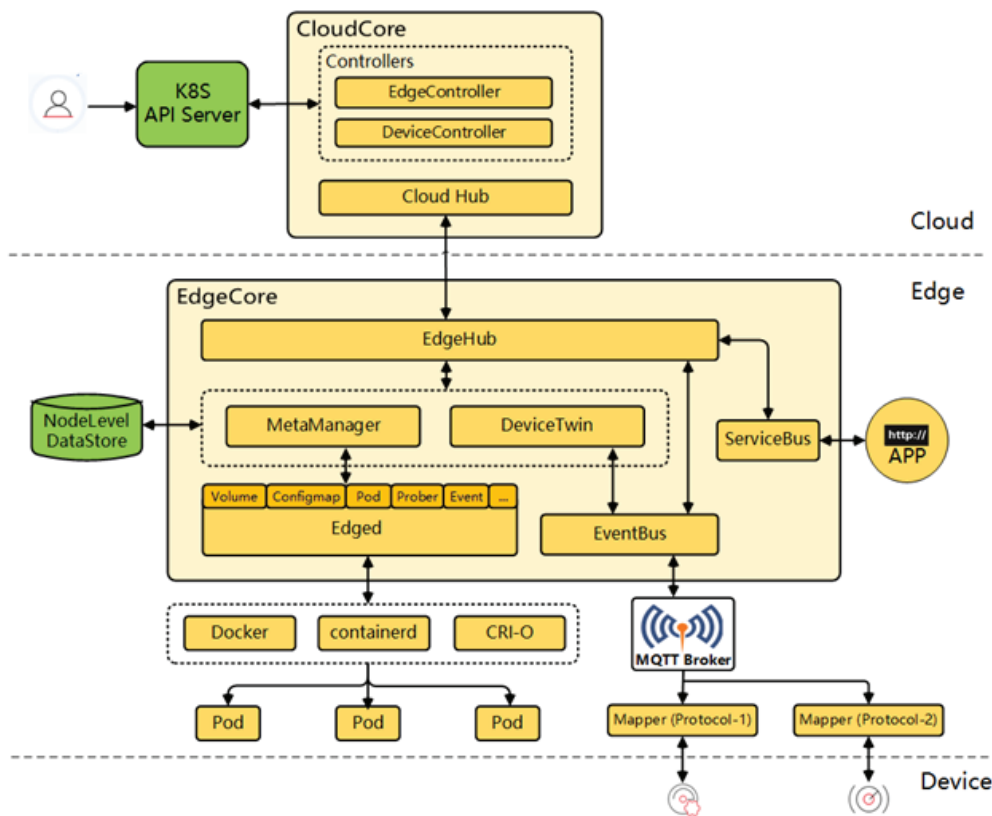 CloudCore
Controllers
EdgeController
DeviceController
K8S
API Server
Cloud Hub
Cloud
Edge
EdgeCore
EdgeHub
NodeLevel
DataStore
MetaManager
DeviceTwin
ServiceBus
http://
APP
Volume
Configmap
Pod
Prober
Event
...
Edged
EventBus
Docker
containerd
CRI-O
MQTT Broker
Pod
Pod
Pod
Mapper (Protocol-1)
Mapper (Protocol-2)
Device